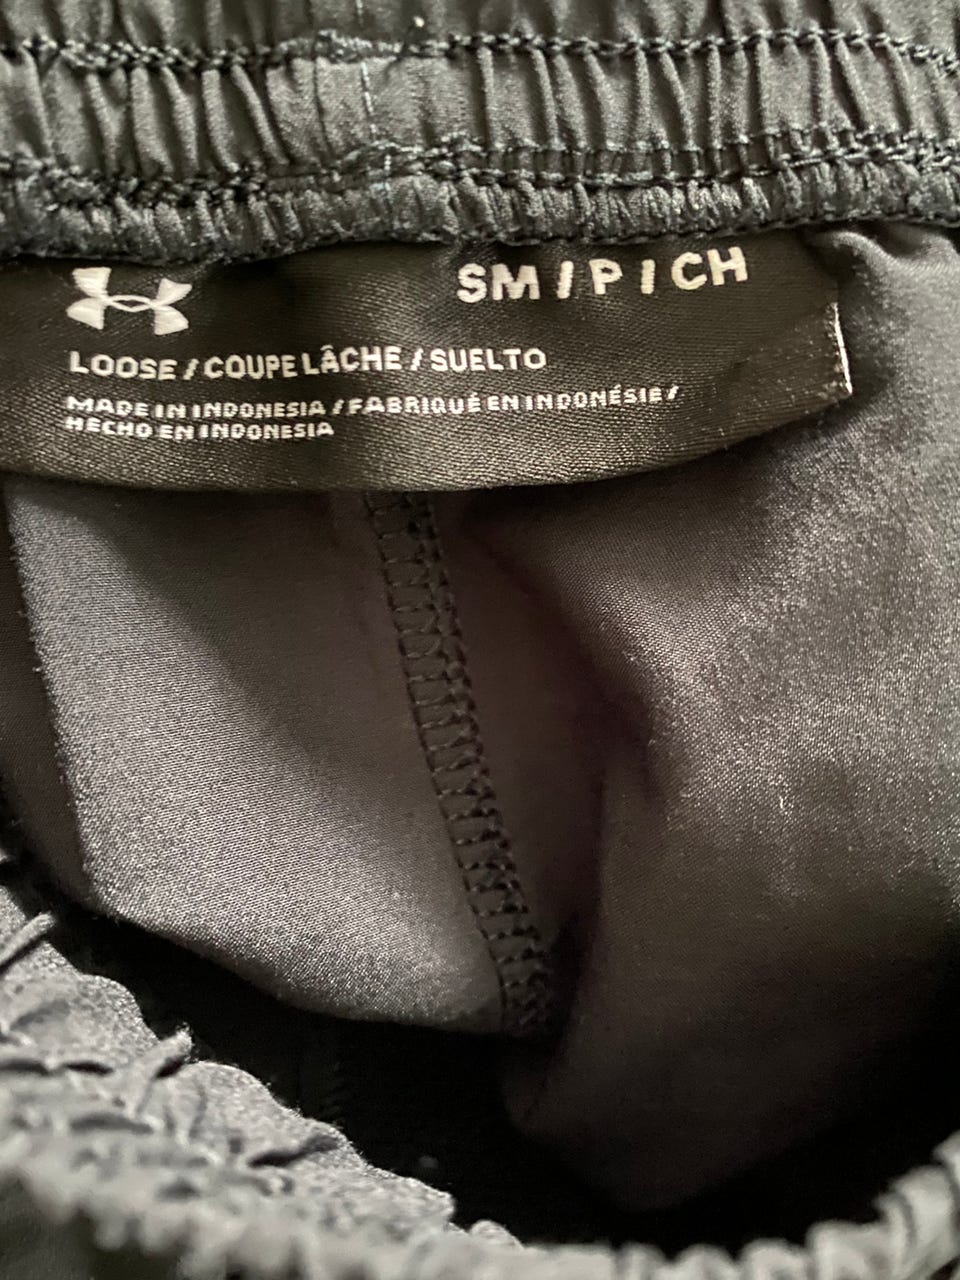 SM / P / CH
LOOSE / COUPE LÂCHE / SUELTO
MADE IN INDONESIA / FABRIQUÉ EN INDONÉSIE /
HECHO EN INDONESIA